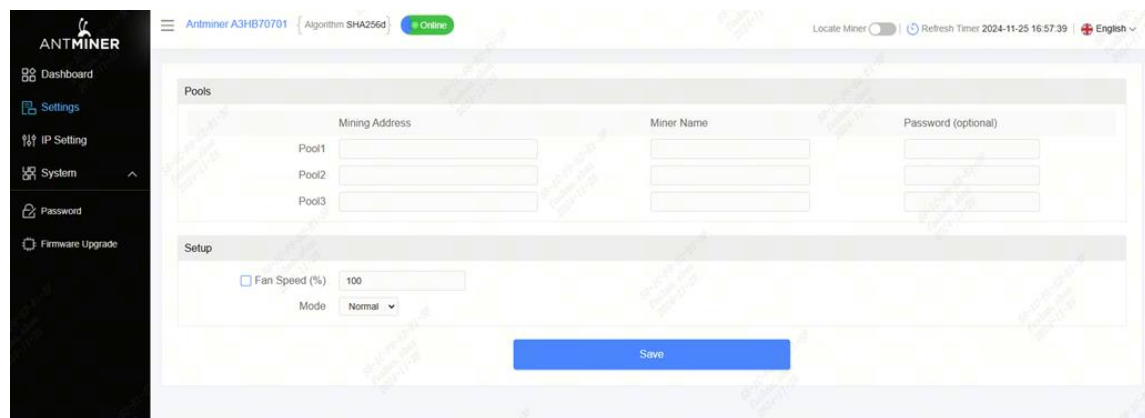 ANTMINER
Antminer A3HB70701 Algorithm SHA256d Online
Locate Miner Refresh Timer 2024-11-25 16:57:39 English
Dashboard
Settings
IP Setting
System
Password
Firmware Upgrade
Pools
Mining Address Miner Name Password (optional)
Pool1
Pool2
Pool3
Setup
Fan Speed (%) 100
Mode Normal
Save